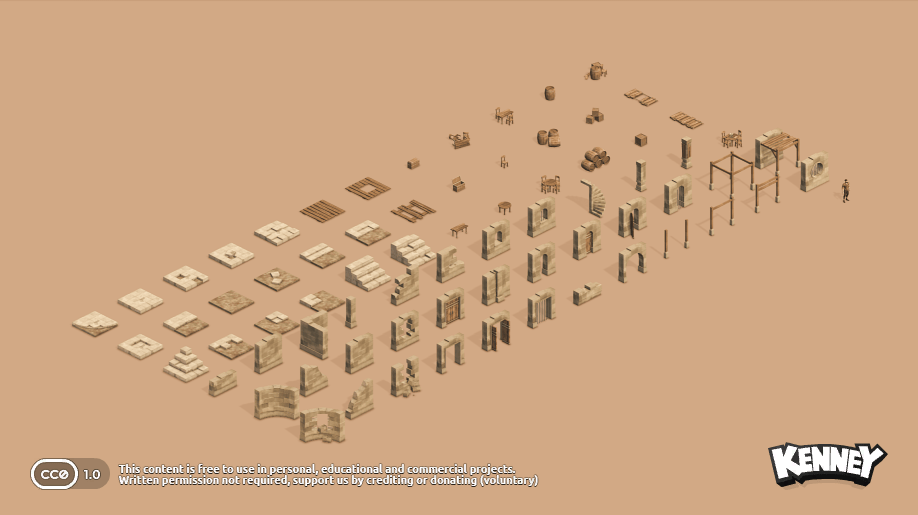 CC0 1.0
This content is free to use in personal, educational and commercial projects.
Written permission not required, support us by crediting or donating (voluntary)
KENNEY